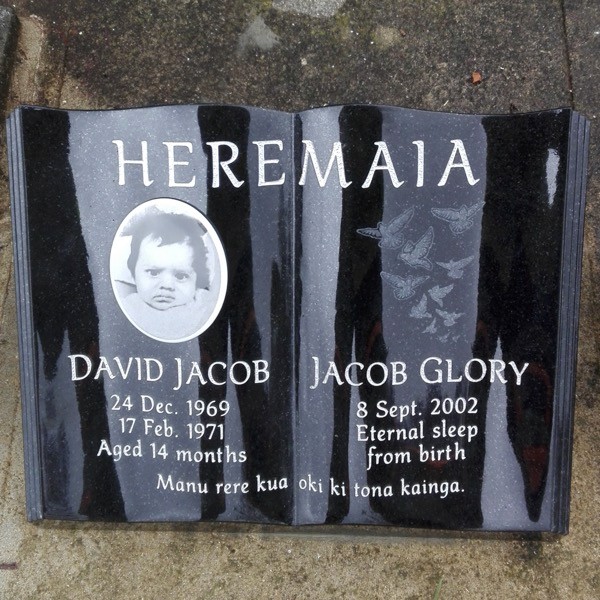 HEREMAIA
DAVID JACOB
24 Dec. 1969
17 Feb. 1971
Aged 14 months
JACOB GLORY
8 Sept. 2002
Eternal sleep
from birth
Manu rere kua oki ki tona kainga.